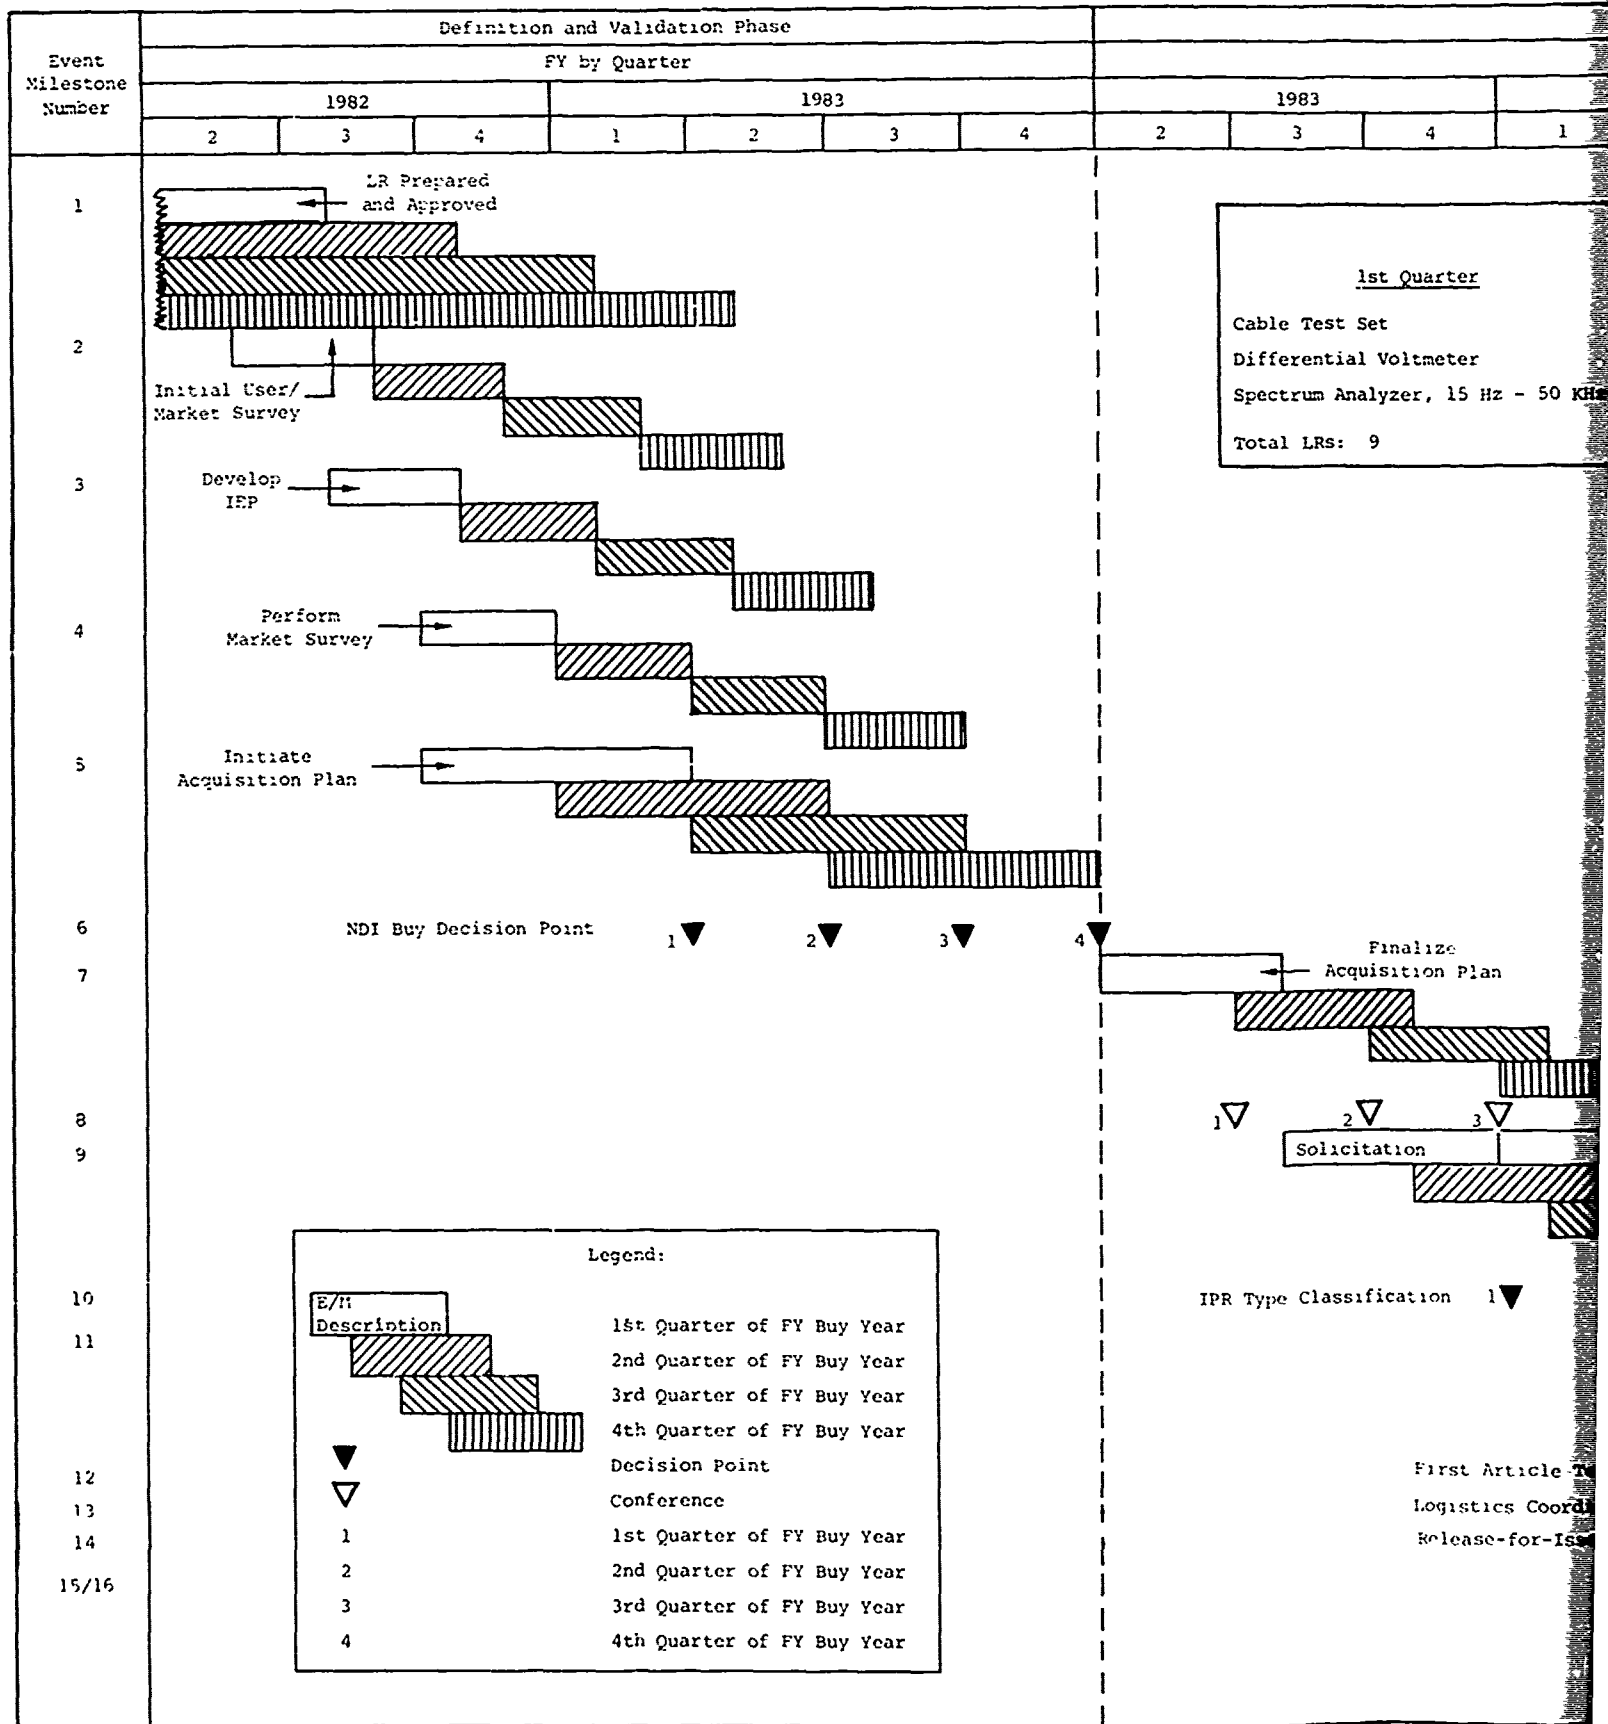 Definition and Validation Phase
Event
Milestone
Number
FY by Quarter
1982
1983
1983
2 3 4 1 2 3 4 2 3 4 1
1
LR Prepared
and Approved
2
Initial User/
Market Survey
1st Quarter
Cable Test Set
Differential Voltmeter
Spectrum Analyzer, 15 Hz - 50 KHz
Total LRs: 9
3
Develop
IEP
4
Perform
Market Survey
5
Initiate
Acquisition Plan
6
NDI Buy Decision Point 1 2 3 4
7
Finalize
Acquisition Plan
8
1 2 3
9
Solicitation
Legend:
E/M
Description
1st Quarter of FY Buy Year
2nd Quarter of FY Buy Year
3rd Quarter of FY Buy Year
4th Quarter of FY Buy Year
Decision Point
Conference
1 1st Quarter of FY Buy Year
2 2nd Quarter of FY Buy Year
3 3rd Quarter of FY Buy Year
4 4th Quarter of FY Buy Year
10
IPR Type Classification 1
11
12
First Article
13
Logistics
14
Release-for-
15/16